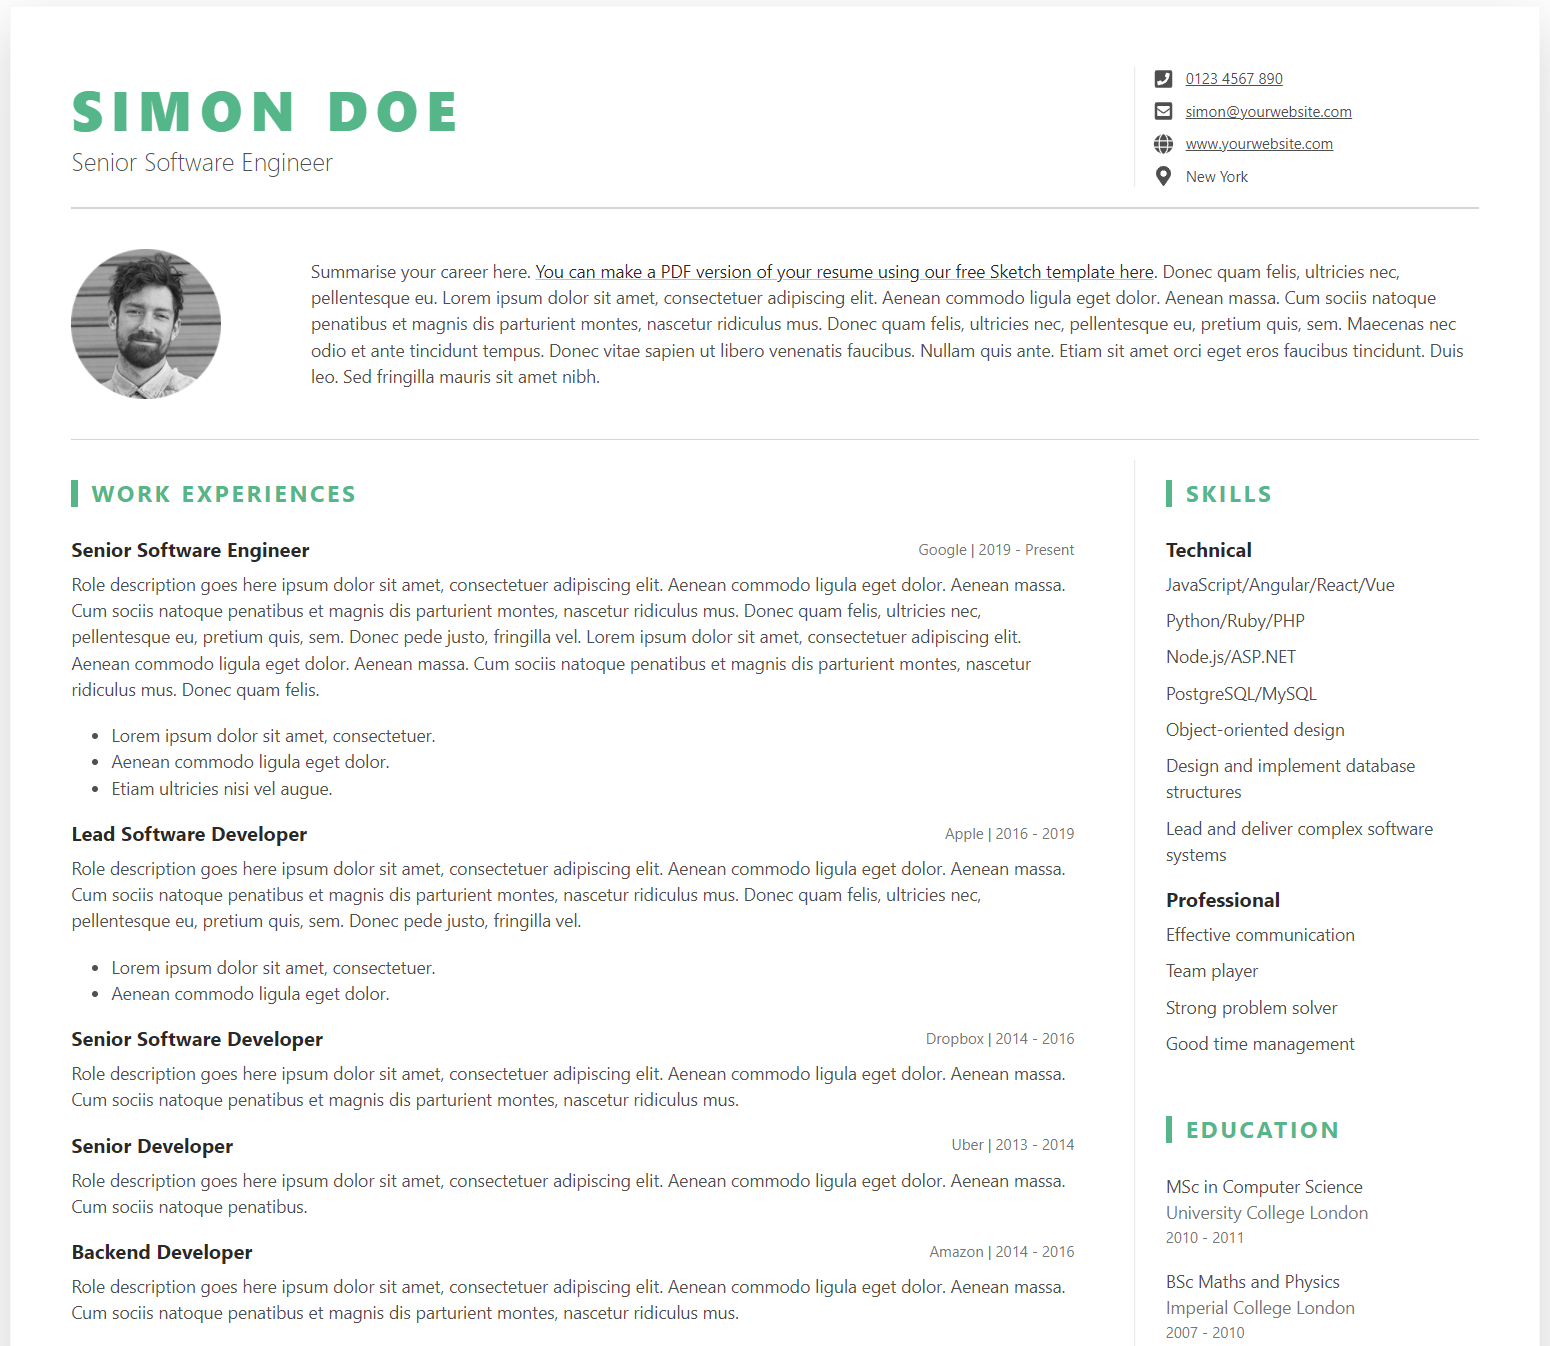 SIMON DOE
Senior Software Engineer
0123 4567 890
simon@yourwebsite.com
www.yourwebsite.com
New York
Summarise your career here. You can make a PDF version of your resume using our free Sketch template here. Donec quam felis, ultricies nec,
pellentesque eu. Lorem ipsum dolor sit amet, consectetuer adipiscing elit. Aenean commodo ligula eget dolor. Aenean massa. Cum sociis natoque
penatibus et magnis dis parturient montes, nascetur ridiculus mus. Donec quam felis, ultricies nec, pellentesque eu, pretium quis, sem. Maecenas nec
odio et ante tincidunt tempus. Donec vitae sapien ut libero venenatis faucibus. Nullam quis ante. Etiam sit amet orci eget eros faucibus tincidunt. Duis
leo. Sed fringilla mauris sit amet nibh.
WORK EXPERIENCES
Senior Software Engineer
Google | 2019 - Present
Role description goes here ipsum dolor sit amet, consectetuer adipiscing elit. Aenean commodo ligula eget dolor. Aenean massa.
Cum sociis natoque penatibus et magnis dis parturient montes, nascetur ridiculus mus. Donec quam felis, ultricies nec,
pellentesque eu, pretium quis, sem. Donec pede justo, fringilla vel. Lorem ipsum dolor sit amet, consectetuer adipiscing elit.
Aenean commodo ligula eget dolor. Aenean massa. Cum sociis natoque penatibus et magnis dis parturient montes, nascetur
ridiculus mus. Donec quam felis.
• Lorem ipsum dolor sit amet, consectetuer.
• Aenean commodo ligula eget dolor.
• Etiam ultricies nisi vel augue.
Lead Software Developer
Apple | 2016 - 2019
Role description goes here ipsum dolor sit amet, consectetuer adipiscing elit. Aenean commodo ligula eget dolor. Aenean massa.
Cum sociis natoque penatibus et magnis dis parturient montes, nascetur ridiculus mus. Donec quam felis, ultricies nec,
pellentesque eu, pretium quis, sem. Donec pede justo, fringilla vel.
• Lorem ipsum dolor sit amet, consectetuer.
• Aenean commodo ligula eget dolor.
Senior Software Developer
Dropbox | 2014 - 2016
Role description goes here ipsum dolor sit amet, consectetuer adipiscing elit. Aenean commodo ligula eget dolor. Aenean massa.
Cum sociis natoque penatibus et magnis dis parturient montes, nascetur ridiculus mus.
Senior Developer
Uber | 2013 - 2014
Role description goes here ipsum dolor sit amet, consectetuer adipiscing elit. Aenean commodo ligula eget dolor. Aenean massa.
Cum sociis natoque penatibus.
Backend Developer
Amazon | 2014 - 2016
Role description goes here ipsum dolor sit amet, consectetuer adipiscing elit. Aenean commodo ligula eget dolor. Aenean massa.
Cum sociis natoque penatibus et magnis dis parturient montes, nascetur ridiculus mus.
SKILLS
Technical
JavaScript/Angular/React/Vue
Python/Ruby/PHP
Node.js/ASP.NET
PostgreSQL/MySQL
Object-oriented design
Design and implement database
structures
Lead and deliver complex software
systems
Professional
Effective communication
Team player
Strong problem solver
Good time management
EDUCATION
MSc in Computer Science
University College London
2010 - 2011
BSc Maths and Physics
Imperial College London
2007 - 2010